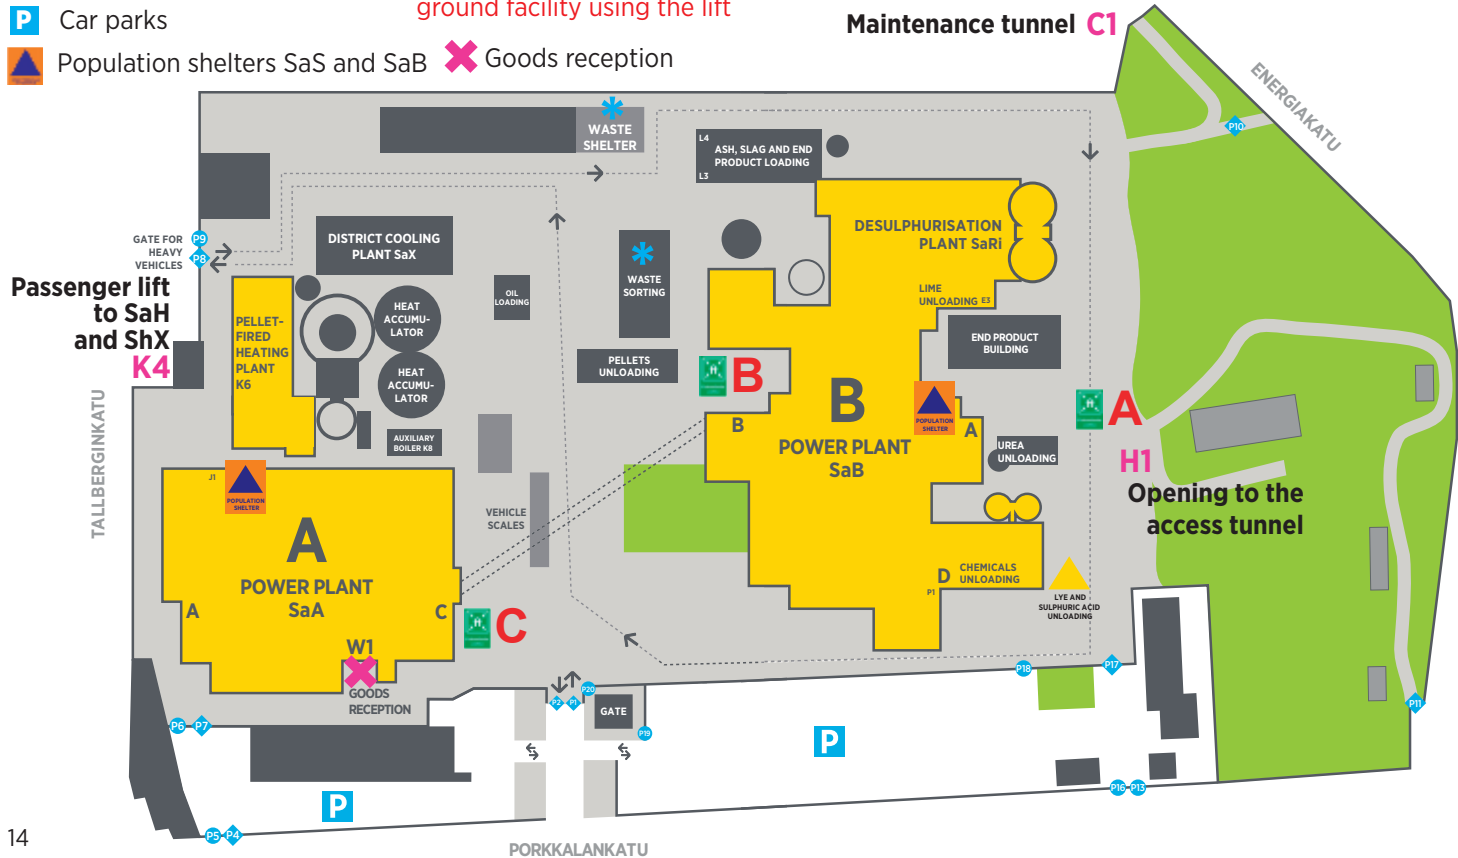 ground facility using the lift
P Car parks
Population shelters SaS and SaB
Goods reception
Maintenance tunnel C1
ENERGIAKATU
P10
WASTE
SHELTER
L4
ASH, SLAG AND END
PRODUCT LOADING
L3
DESULPHURISATION
PLANT SaRi
GATE FOR
HEAVY
VEHICLES
P9
P8
DISTRICT COOLING
PLANT SaX
WASTE
SORTING
OIL
LOADING
LIME
UNLOADING E3
Passenger lift
to SaH
and ShX
K4
PELLET-
FIRED
HEATING
PLANT
K6
HEAT
ACCUMU-
LATOR
HEAT
ACCUMU-
LATOR
PELLETS
UNLOADING
END PRODUCT
BUILDING
B
B
POWER PLANT
SaB
B
POPULATION
SHELTER
A
A
AUXILIARY
BOILER K8
UREA
UNLOADING
H1
Opening to the
access tunnel
TALLBERGINKATU
J1
POPULATION
SHELTER
VEHICLE
SCALES
A
POWER PLANT
SaA
A
C
C
W1
GOODS
RECEPTION
D
CHEMICALS
UNLOADING
P1
LYE AND
SULPHURIC ACID
UNLOADING
P18
P17
P20
P2
P1
GATE
P19
P6
P7
P11
P
P
P16
P13
P5
P4
14
PORKKALANKATU